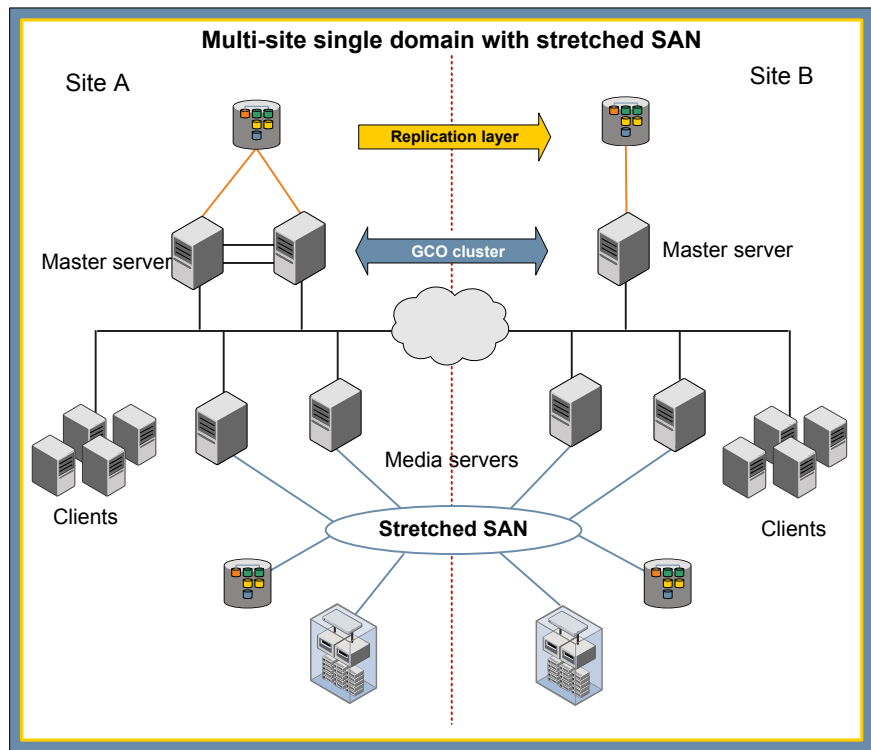 Multi-site single domain with stretched SAN
Site A
Site B
Replication layer
Master server
GCO cluster
Master server
Media servers
Clients
Stretched SAN
Clients